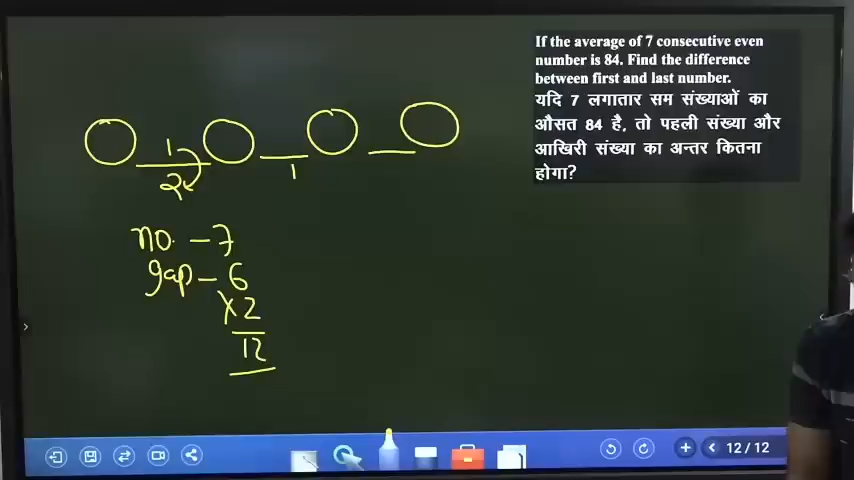 If the average of 7 consecutive even
number is 84. Find the difference
between first and last number.
यदि 7 लगातार सम संख्याओं का
औसत 84 है, तो पहली संख्या और
आखिरी संख्या का अन्तर कितना
होगा?
1
2
1
no. - 7
gap - 6
×2
12
12/12